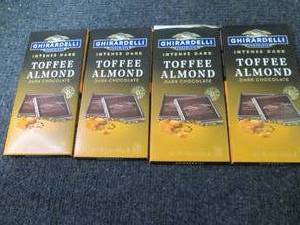 GHIRARDELLI
INTENSE DARK
TOFFEE
ALMOND
DARK CHOCOLATE
GHIRARDELLI
INTENSE DARK
TOFFEE
ALMOND
DARK CHOCOLATE
GHIRARDELLI
INTENSE DARK
TOFFEE
ALMOND
DARK CHOCOLATE
GHIRARDELLI
INTENSE DARK
TOFFEE
ALMOND
DARK CHOCOLATE